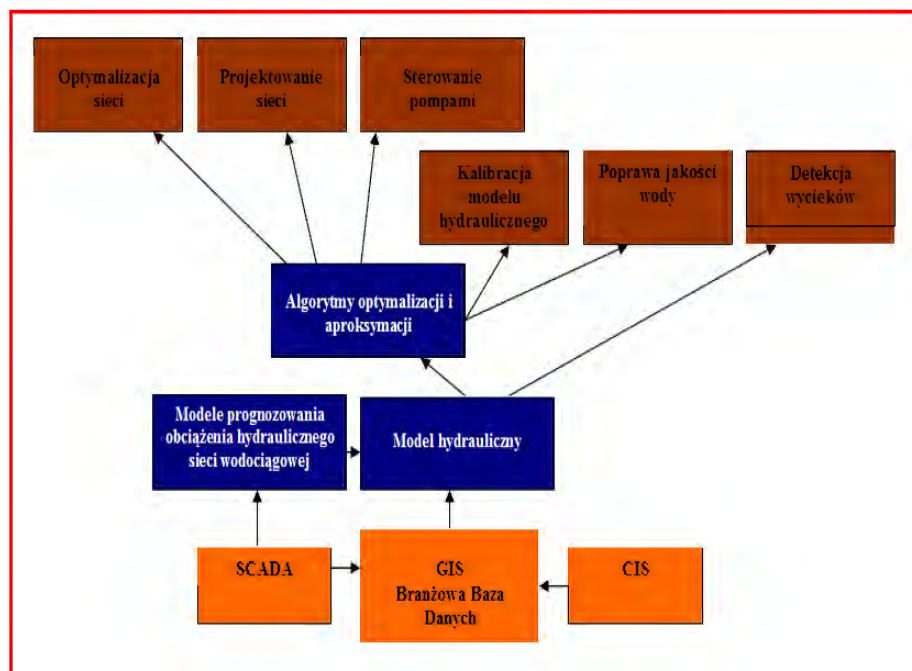 Optymalizacja
sieci
Projektowanie
sieci
Sterowanie
pompami
Kalibracja
modelu
hydraulicznego
Poprawa jakości
wody
Detekcja
wycieków
Algorytmy optymalizacji i
aproksymacji
Modele prognozowania
obciążenia hydraulicznego
sieci wodociągowej
Model hydrauliczny
SCADA
GIS
Branżowa Baza
Danych
CIS